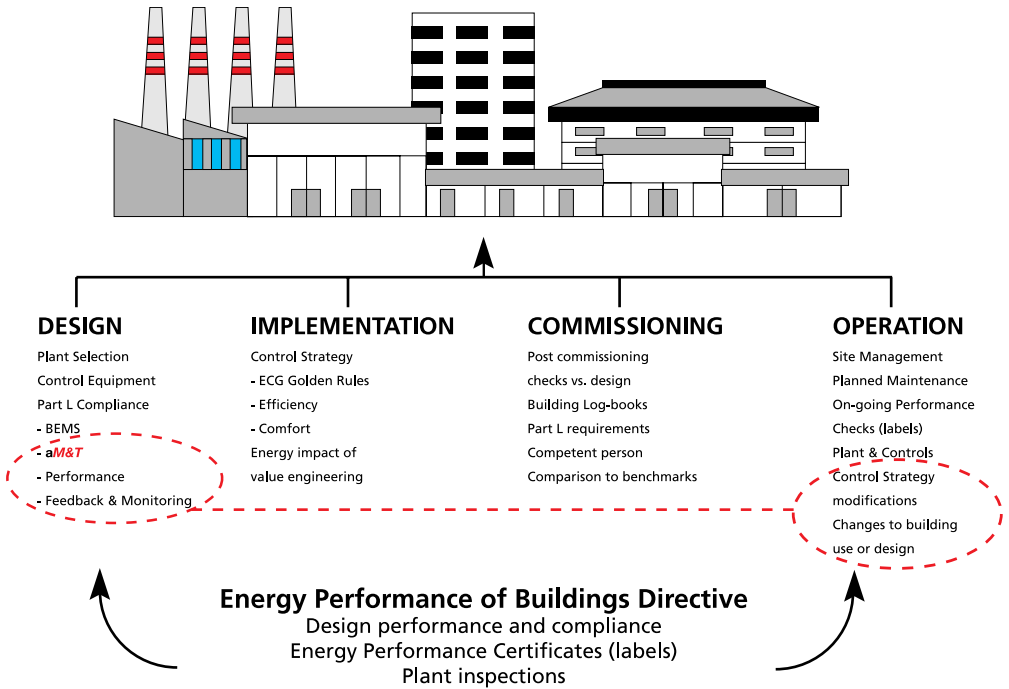 DESIGN
Plant Selection
Control Equipment
Part L Compliance
- BEMS
- aM&T
- Performance
- Feedback & Monitoring
IMPLEMENTATION
Control Strategy
- ECG Golden Rules
- Efficiency
- Comfort
Energy impact of
value engineering
COMMISSIONING
Post commissioning
checks vs. design
Building Log-books
Part L requirements
Competent person
Comparison to benchmarks
OPERATION
Site Management
Planned Maintenance
On-going Performance
Checks (labels)
Plant & Controls
Control Strategy
modifications
Changes to building
use or design
Energy Performance of Buildings Directive
Design performance and compliance
Energy Performance Certificates (labels)
Plant inspections